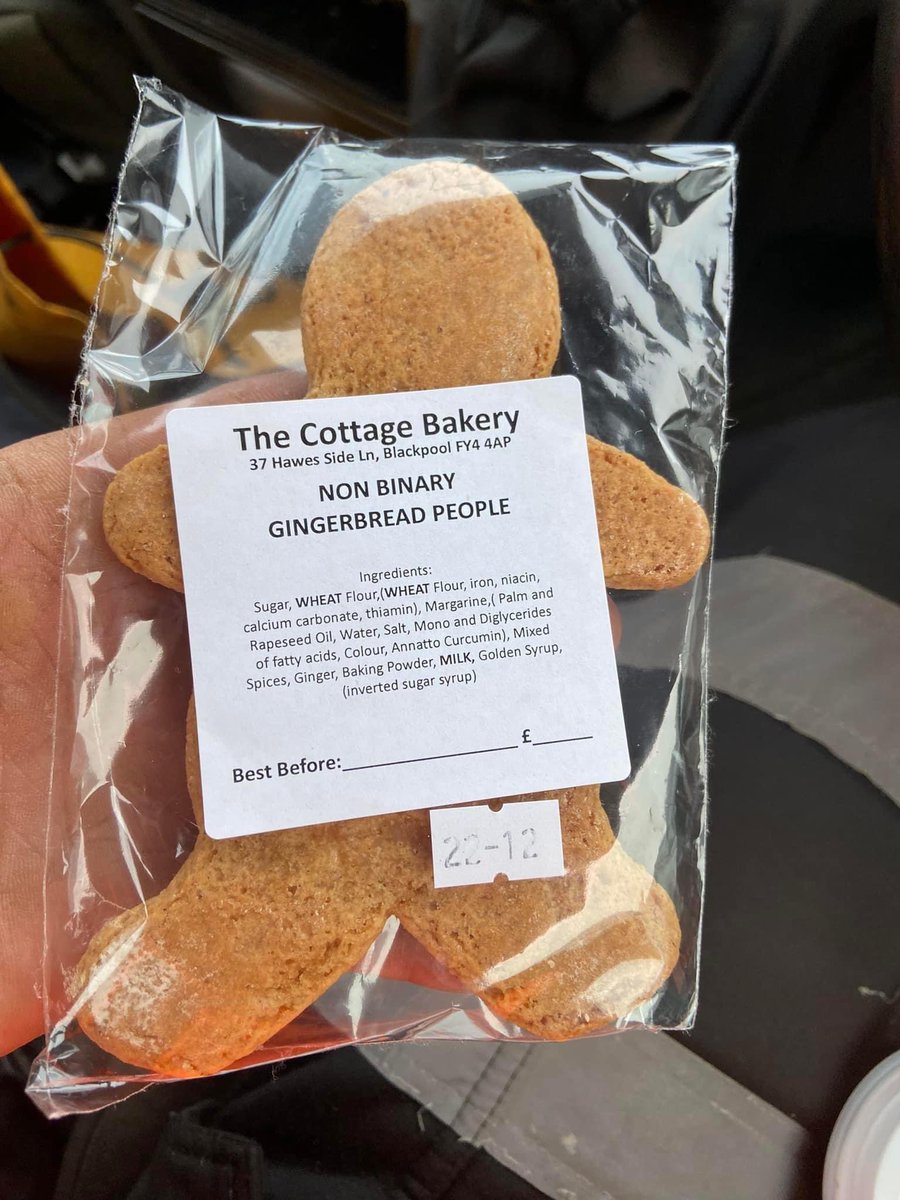 The Cottage Bakery
37 Hawes Side Ln, Blackpool FY4 4AP
NON BINARY
GINGERBREAD PEOPLE
Ingredients:
Sugar, WHEAT Flour,(WHEAT Flour, iron, niacin,
calcium carbonate, thiamin), Margarine,( Palm and
Rapeseed Oil, Water, Salt, Mono and Diglycerides
of fatty acids, Colour, Annatto Curcumin), Mixed
Spices, Ginger, Baking Powder, MILK, Golden Syrup,
(inverted sugar syrup)
Best Before:____________________ £______
22-12